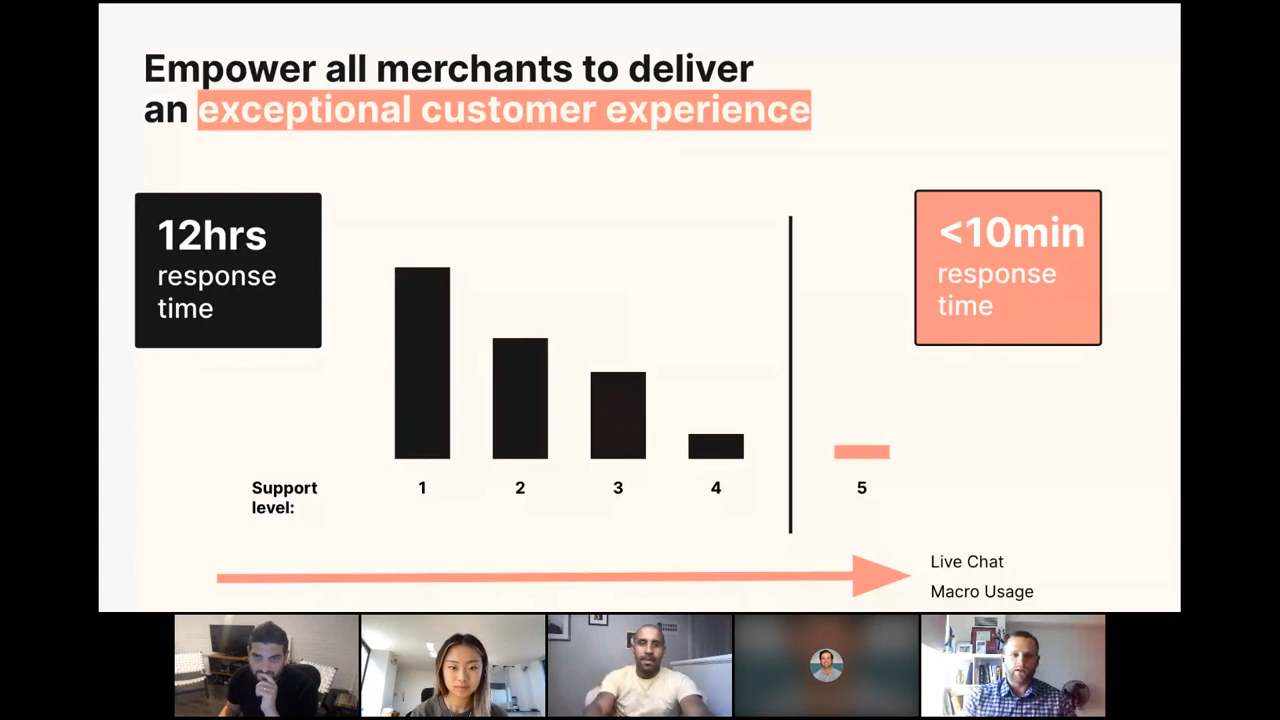 Empower all merchants to deliver
an exceptional customer experience
12hrs
response
time
<10min
response
time
Support
level:
1
2
3
4
5
Live Chat
Macro Usage